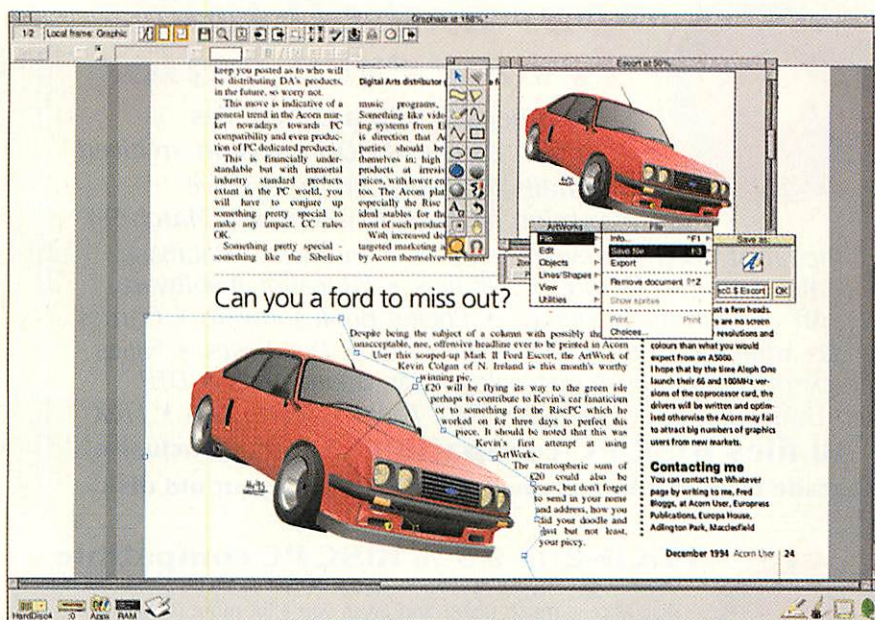 Graphapr at 158% *
1/2
Local frame: Graphic
keep you posted as to who will
be distributing DA's products,
in the future, so worry not.
This move is indicative of a
general trend in the Acorn mar-
ket nowadays towards PC
compatibility and even produc-
tion of PC dedicated products.
This is financially under-
standable but with immortal
industry standard products
extant in the PC world, you
will have to conjure up
something pretty special to
make any impact. CC rules
Something pretty special -
something like the Sibelius
Digital Arts distributor
music programs,
Something like vid
ing systems from E
is direction that A
parties should be
themselves in: high
products at irresis
prices, with lower en
too. The Acorn plat
especially the Risc
ideal stables for the
most of such product
With increased de
targeted marketing a
by Acorn themselves
Escort at 50%
ArtWorks
File
Edit
Objects
Lines/Shapes
View
Utilities
File
Info... ^F1
Save file F3
Export
Remove document ⇧^Z
Show sprites
Print... Print
Choices...
Save as:
sc0.$.Escort
OK
Can you a ford to miss out?
Despite being the subject of a column with possibly th
unacceptable, nee, offensive headline ever to be printed in Acorn
User this souped-up Mark II Ford Escort, the ArtWork of
Kevin Colgan of N. Ireland is this month's worthy
winning pic.
£20 will be flying its way to the green isle
perhaps to contribute to Kevin's car fanaticism
or to something for the RiscPC which he
worked on for three days to perfect this
piece. It should be noted that this was
Kevin's first attempt at using
ArtWorks.
The stratospheric sum of
£20 could also be
yours, but don't forget
to send in your name
and address, how you
did your doodle and
last but not least,
your piccy.
st a few heads.
re are no screen
resolutions and
colours than what you would
expect from an A5000.
I hope that by the time Aleph One
launch their 66 and 100MHz ver-
sions of the coprocessor card, the
drivers will be written and optim-
ised otherwise the Acorn may fail
to attract big numbers of graphics
users from new markets.
Contacting me
You can contact the Whatever
page by writing to me, Fred
Bloggs, at Acorn User, Europress
Publications, Europa House,
Adlington Park, Macclesfield
December 1994 Acorn User | 24
HardDisc4 :0 Apps RAM